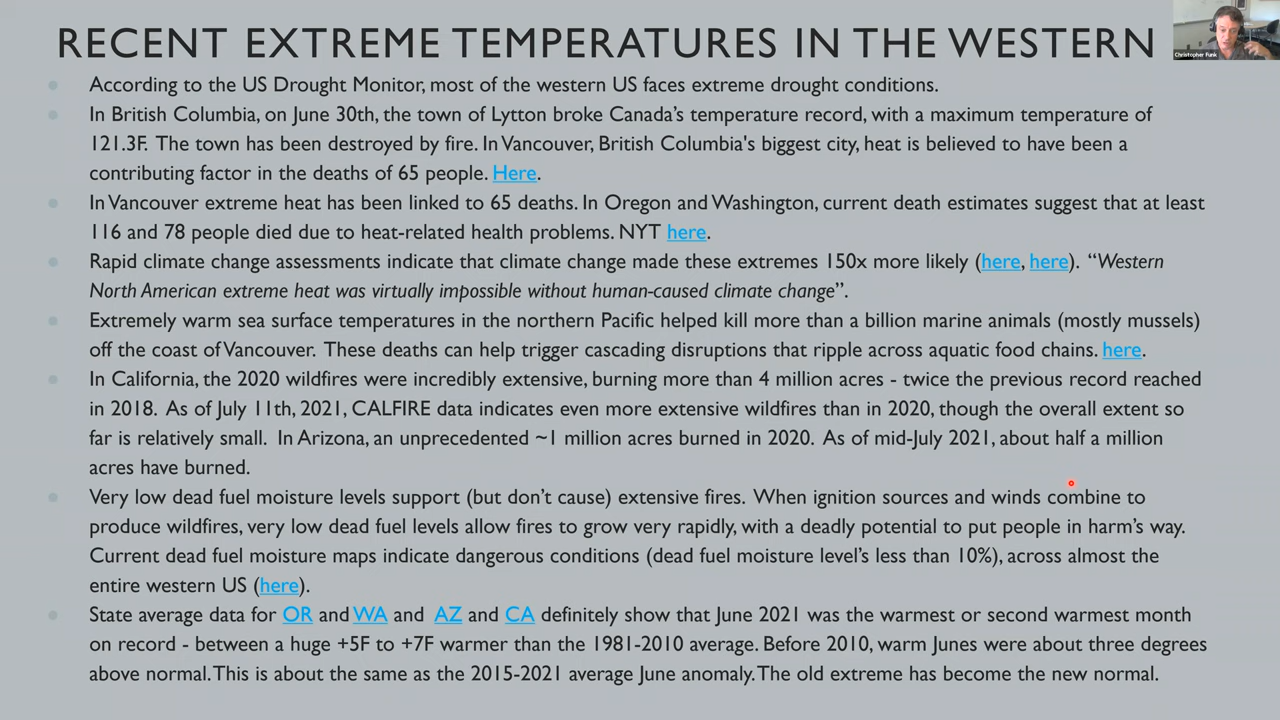 RECENT EXTREME TEMPERATURES IN THE WESTERN
Christopher Funk
According to the US Drought Monitor, most of the western US faces extreme drought conditions.
In British Columbia, on June 30th, the town of Lytton broke Canada's temperature record, with a maximum temperature of
121.3F. The town has been destroyed by fire. In Vancouver, British Columbia's biggest city, heat is believed to have been a
contributing factor in the deaths of 65 people. Here.
In Vancouver extreme heat has been linked to 65 deaths. In Oregon and Washington, current death estimates suggest that at least
116 and 78 people died due to heat-related health problems. NYT here.
Rapid climate change assessments indicate that climate change made these extremes 150x more likely (here, here). “Western
North American extreme heat was virtually impossible without human-caused climate change”.
Extremely warm sea surface temperatures in the northern Pacific helped kill more than a billion marine animals (mostly mussels)
off the coast of Vancouver. These deaths can help trigger cascading disruptions that ripple across aquatic food chains. here.
In California, the 2020 wildfires were incredibly extensive, burning more than 4 million acres - twice the previous record reached
in 2018. As of July 11th, 2021, CALFIRE data indicates even more extensive wildfires than in 2020, though the overall extent so
far is relatively small. In Arizona, an unprecedented ~1 million acres burned in 2020. As of mid-July 2021, about half a million
acres have burned.
Very low dead fuel moisture levels support (but don't cause) extensive fires. When ignition sources and winds combine to
produce wildfires, very low dead fuel levels allow fires to grow very rapidly, with a deadly potential to put people in harm's way.
Current dead fuel moisture maps indicate dangerous conditions (dead fuel moisture level's less than 10%), across almost the
entire western US (here).
State average data for OR and WA and AZ and CA definitely show that June 2021 was the warmest or second warmest month
on record - between a huge +5F to +7F warmer than the 1981-2010 average. Before 2010, warm Junes were about three degrees
above normal. This is about the same as the 2015-2021 average June anomaly. The old extreme has become the new normal.